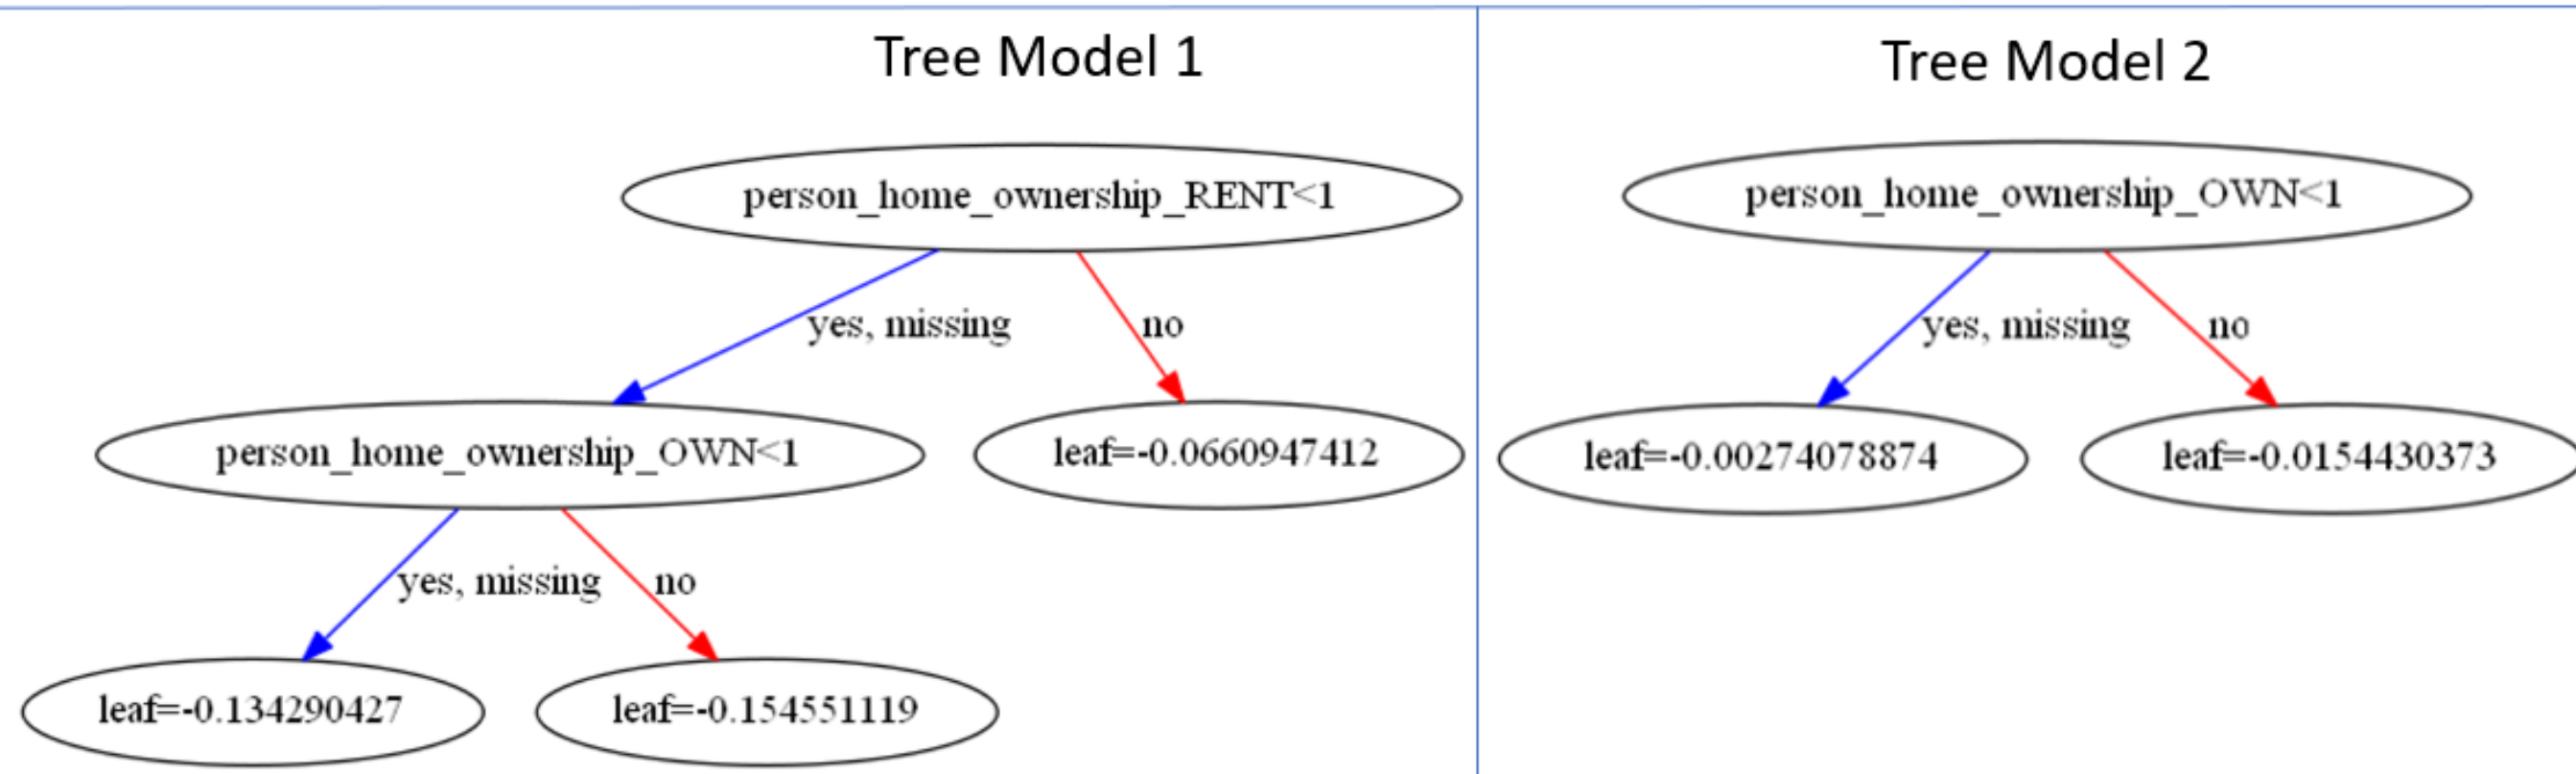 Tree Model 1
person_home_ownership_RENT<1
yes, missing
no
person_home_ownership_OWN<1
leaf=-0.0660947412
yes, missing
no
leaf=-0.134290427
leaf=-0.154551119
Tree Model 2
person_home_ownership_OWN<1
yes, missing
no
leaf=-0.00274078874
leaf=-0.0154430373